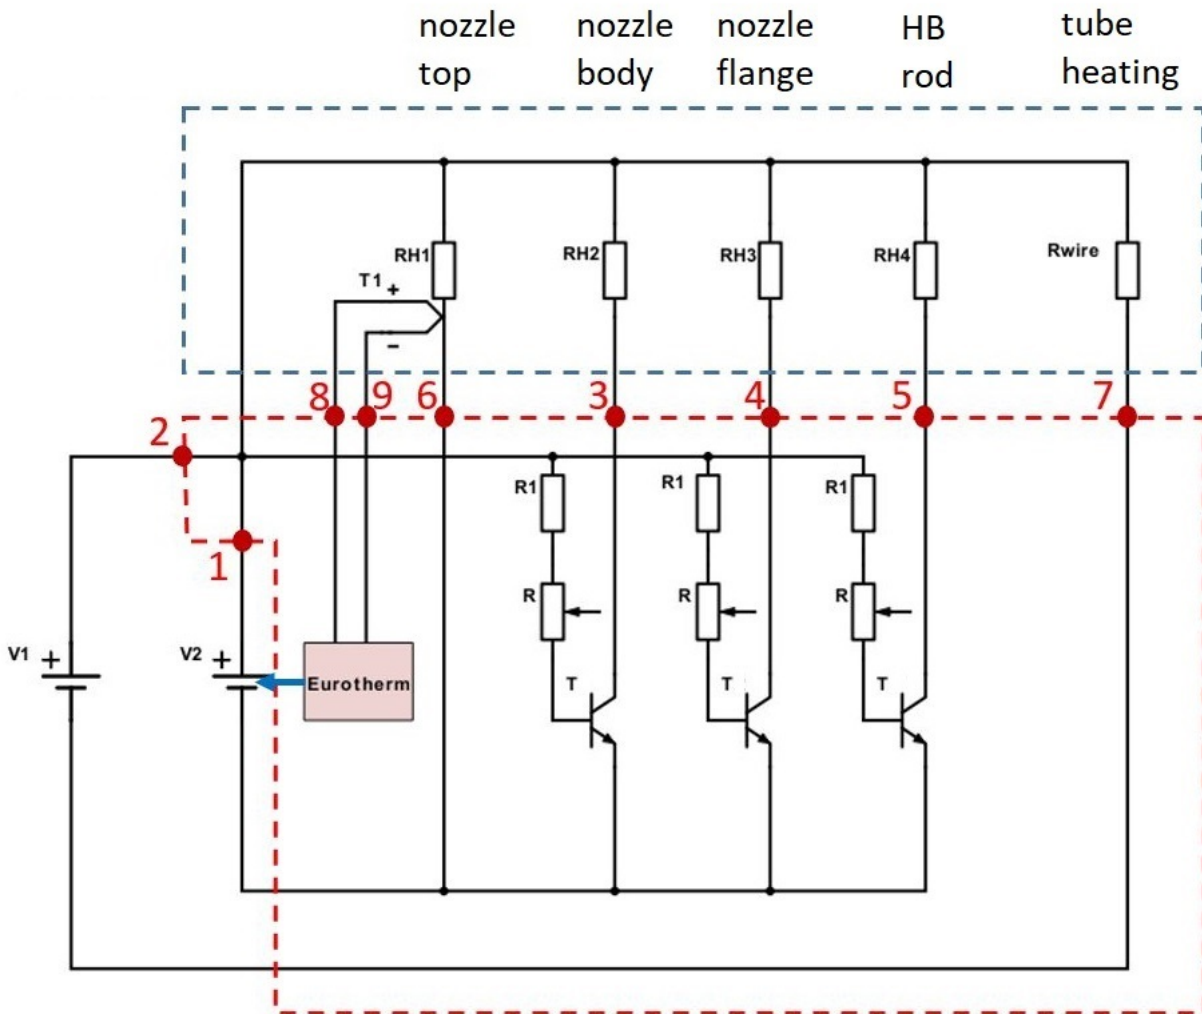 nozzle top
nozzle body
nozzle flange
HB rod
tube heating
RH1
RH2
RH3
RH4
Rwire
T1 +
−
8
9
6
3
4
5
7
2
1
R1
R1
R1
R
R
R
V1 +
V2 +
Eurotherm
T
T
T